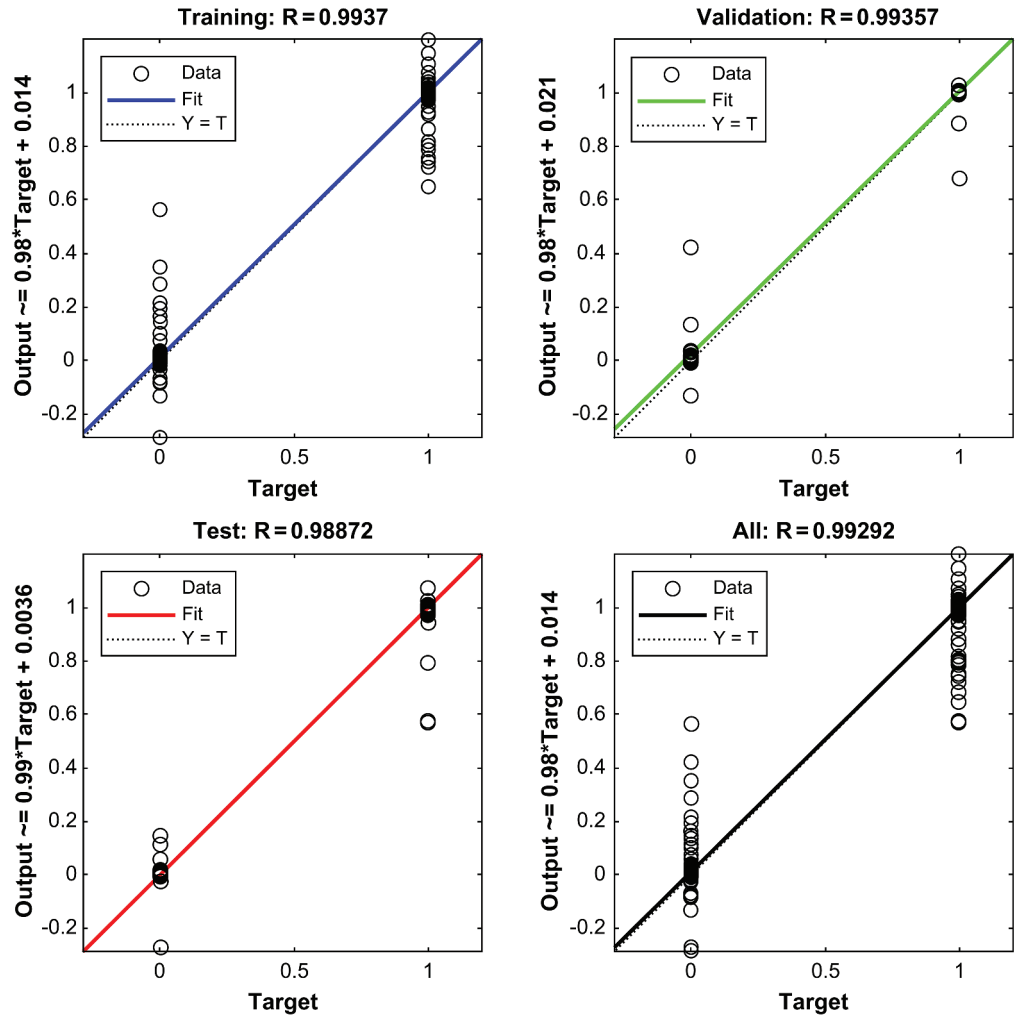 Training: R = 0.9937
Output ~= 0.98*Target + 0.014
Data
Fit
Y = T
1
0.8
0.6
0.4
0.2
0
-0.2
0
0.5
1
Target
Validation: R = 0.99357
Output ~= 0.98*Target + 0.021
Data
Fit
Y = T
1
0.8
0.6
0.4
0.2
0
-0.2
0
0.5
1
Target
Test: R = 0.98872
Output ~= 0.99*Target + 0.0036
Data
Fit
Y = T
1
0.8
0.6
0.4
0.2
0
-0.2
0
0.5
1
Target
All: R = 0.99292
Output ~= 0.98*Target + 0.014
Data
Fit
Y = T
1
0.8
0.6
0.4
0.2
0
-0.2
0
0.5
1
Target